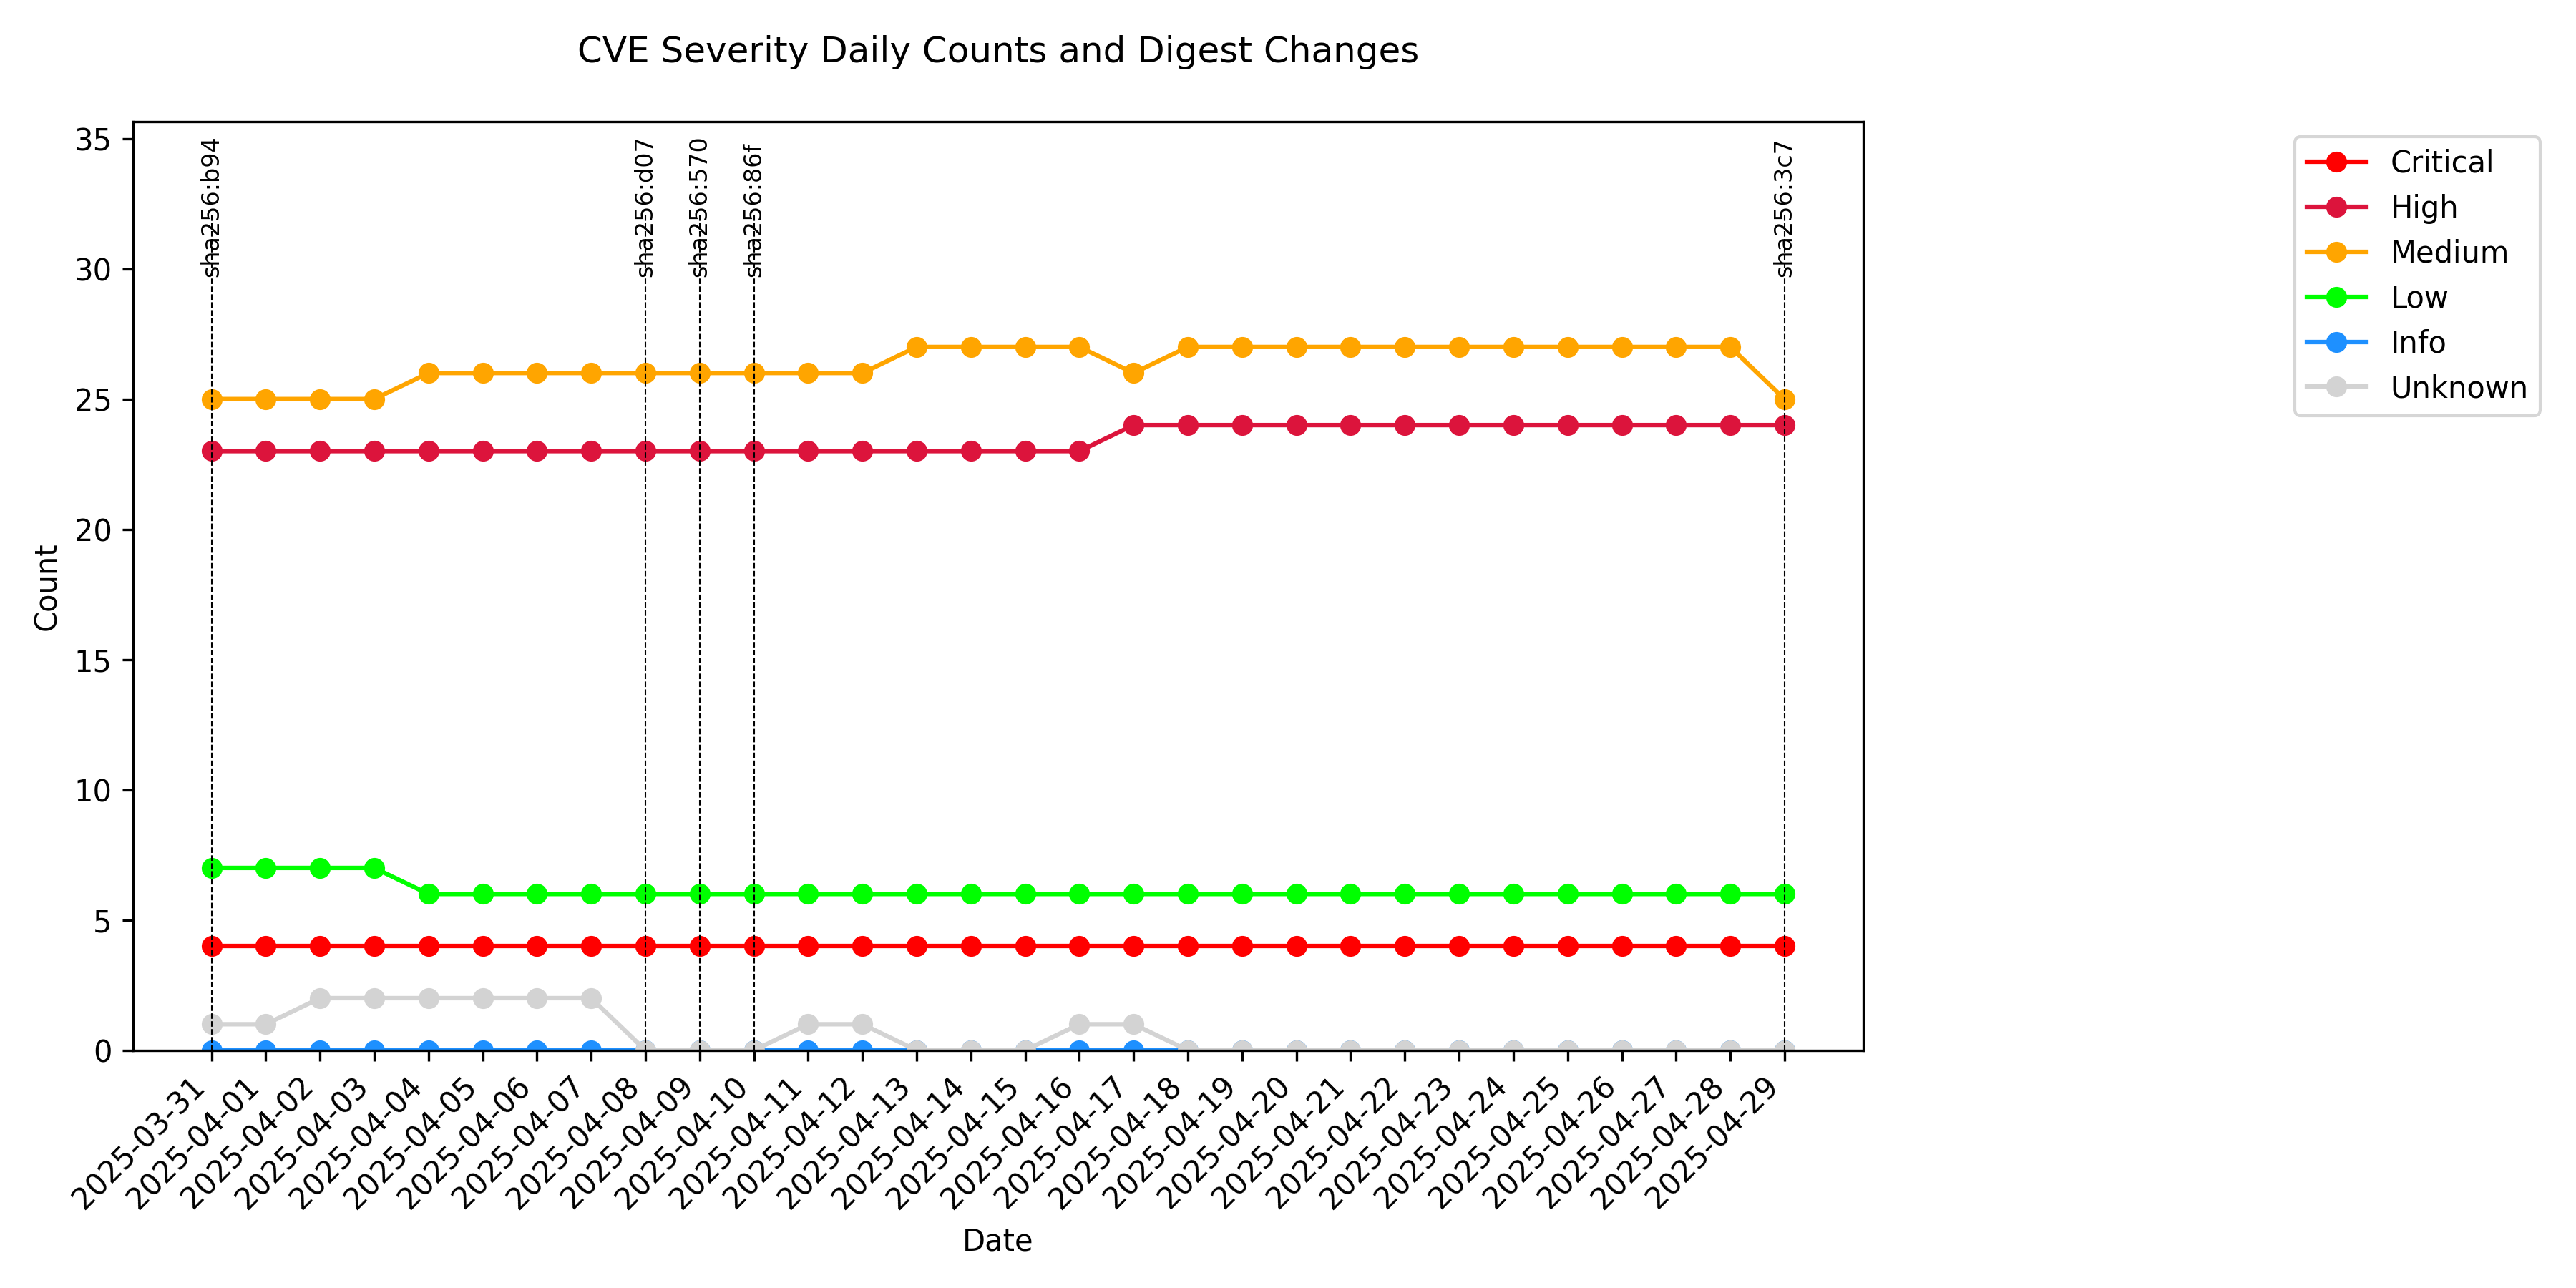 CVE Severity Daily Counts and Digest Changes
35
30
25
20
15
10
5
0
Count
sha256:b94
sha256:d07
sha256:570
sha256:86f
sha256:3c7
Critical
High
Medium
Low
Info
Unknown
2025-03-31
2025-04-01
2025-04-02
2025-04-03
2025-04-04
2025-04-05
2025-04-06
2025-04-07
2025-04-08
2025-04-09
2025-04-10
2025-04-11
2025-04-12
2025-04-13
2025-04-14
2025-04-15
2025-04-16
2025-04-17
2025-04-18
2025-04-19
2025-04-20
2025-04-21
2025-04-22
2025-04-23
2025-04-24
2025-04-25
2025-04-26
2025-04-27
2025-04-28
2025-04-29
Date